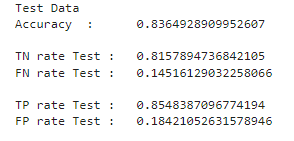 Test Data
Accuracy : 0.8364928909952607
TN rate Test : 0.8157894736842105
FN rate Test : 0.14516129032258066
TP rate Test : 0.8548387096774194
FP rate Test : 0.18421052631578946